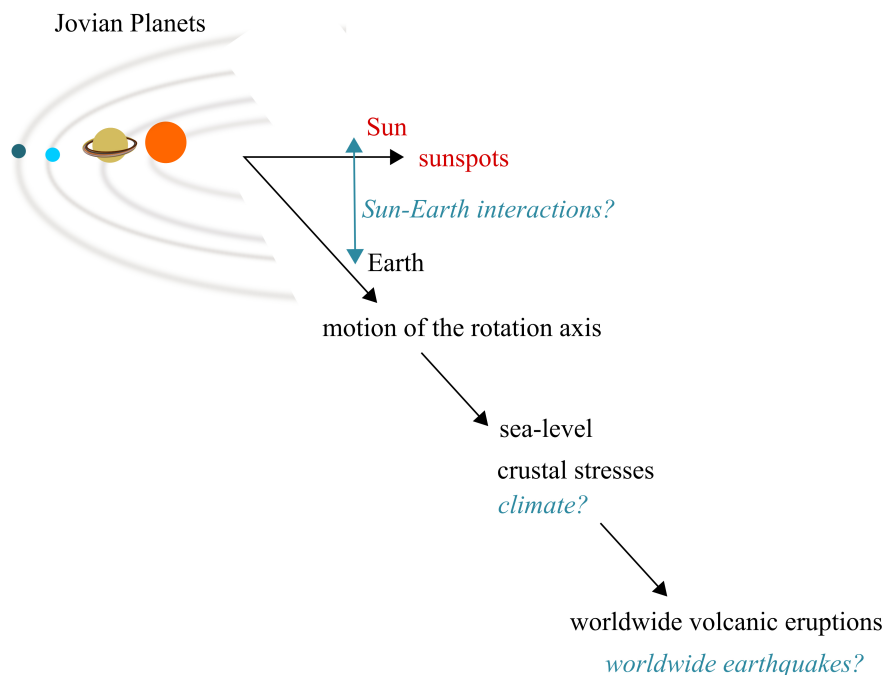 Jovian Planets
Sun
sunspots
Sun-Earth interactions?
Earth
motion of the rotation axis
sea-level
crustal stresses
climate?
worldwide volcanic eruptions
worldwide earthquakes?